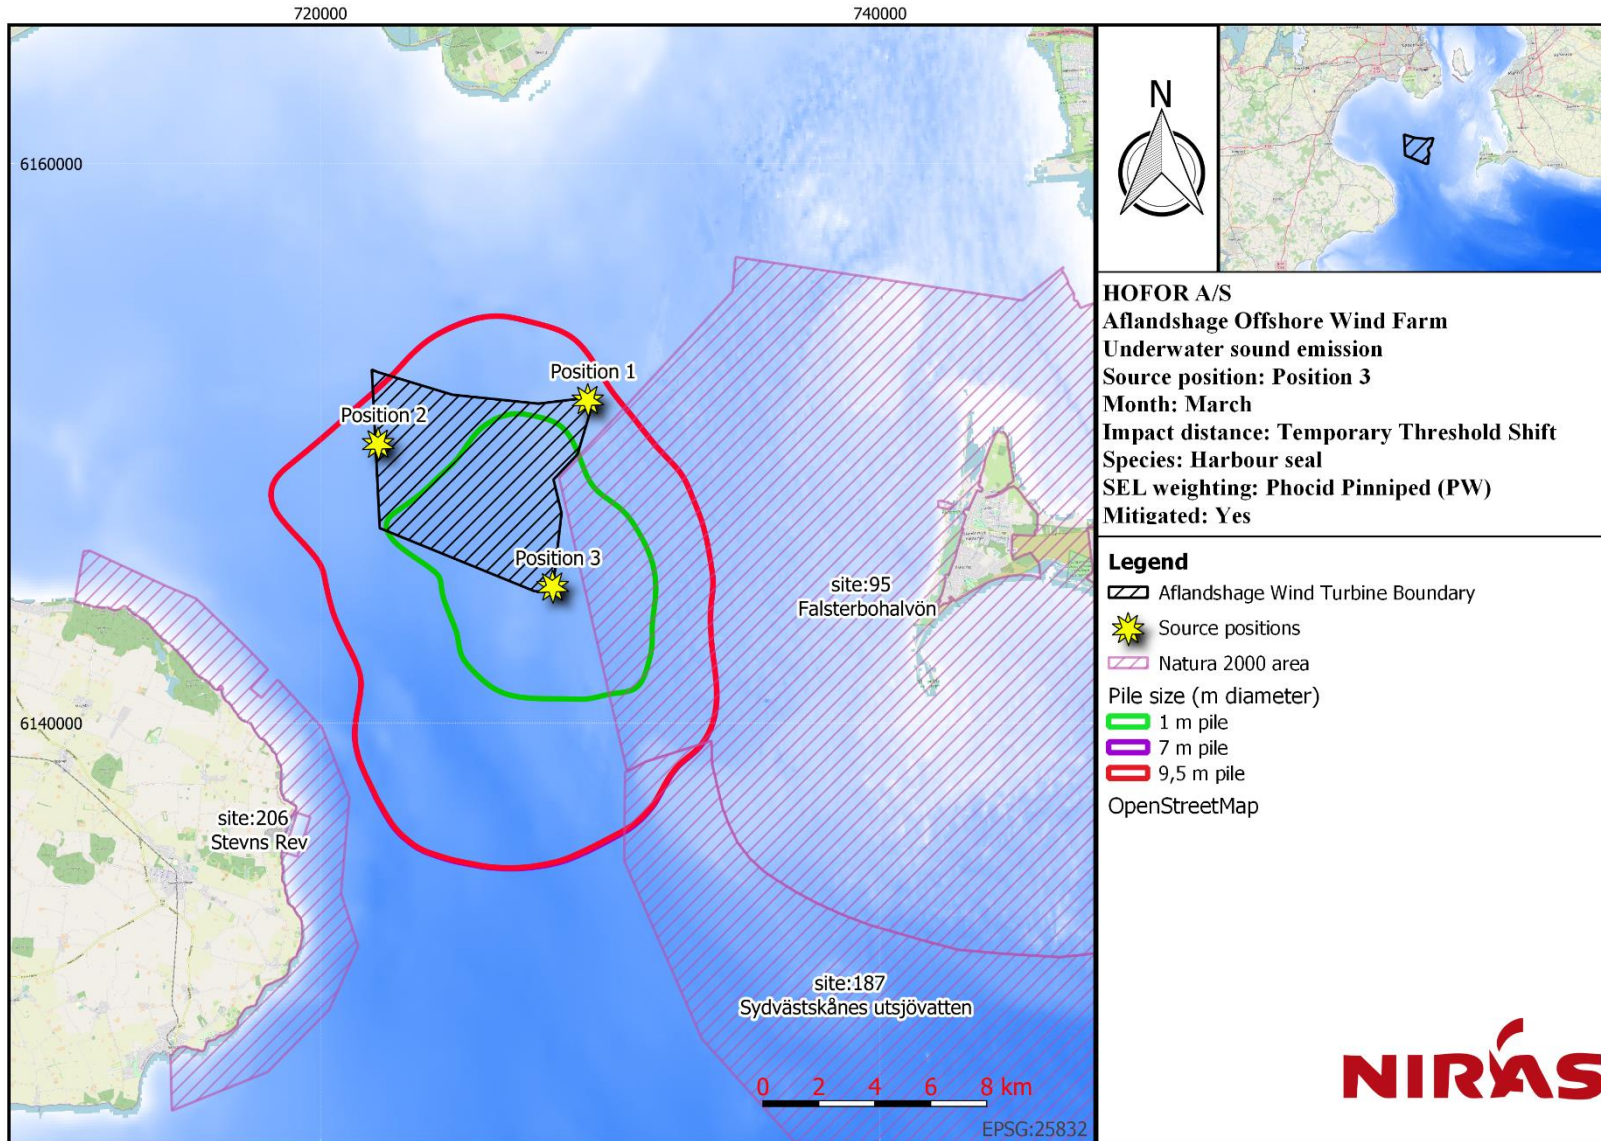 720000
740000
6160000
6140000
Position 1
Position 2
Position 3
site:95
Falsterbohalvön
site:206
Stevns Rev
site:187
Sydvästskånes utsjövatten
0 2 4 6 8 km
EPSG:25832
N
HOFOR A/S
Aflandshage Offshore Wind Farm
Underwater sound emission
Source position: Position 3
Month: March
Impact distance: Temporary Threshold Shift
Species: Harbour seal
SEL weighting: Phocid Pinniped (PW)
Mitigated: Yes
Legend
Aflandshage Wind Turbine Boundary
Source positions
Natura 2000 area
Pile size (m diameter)
1 m pile
7 m pile
9,5 m pile
OpenStreetMap
NIRAS